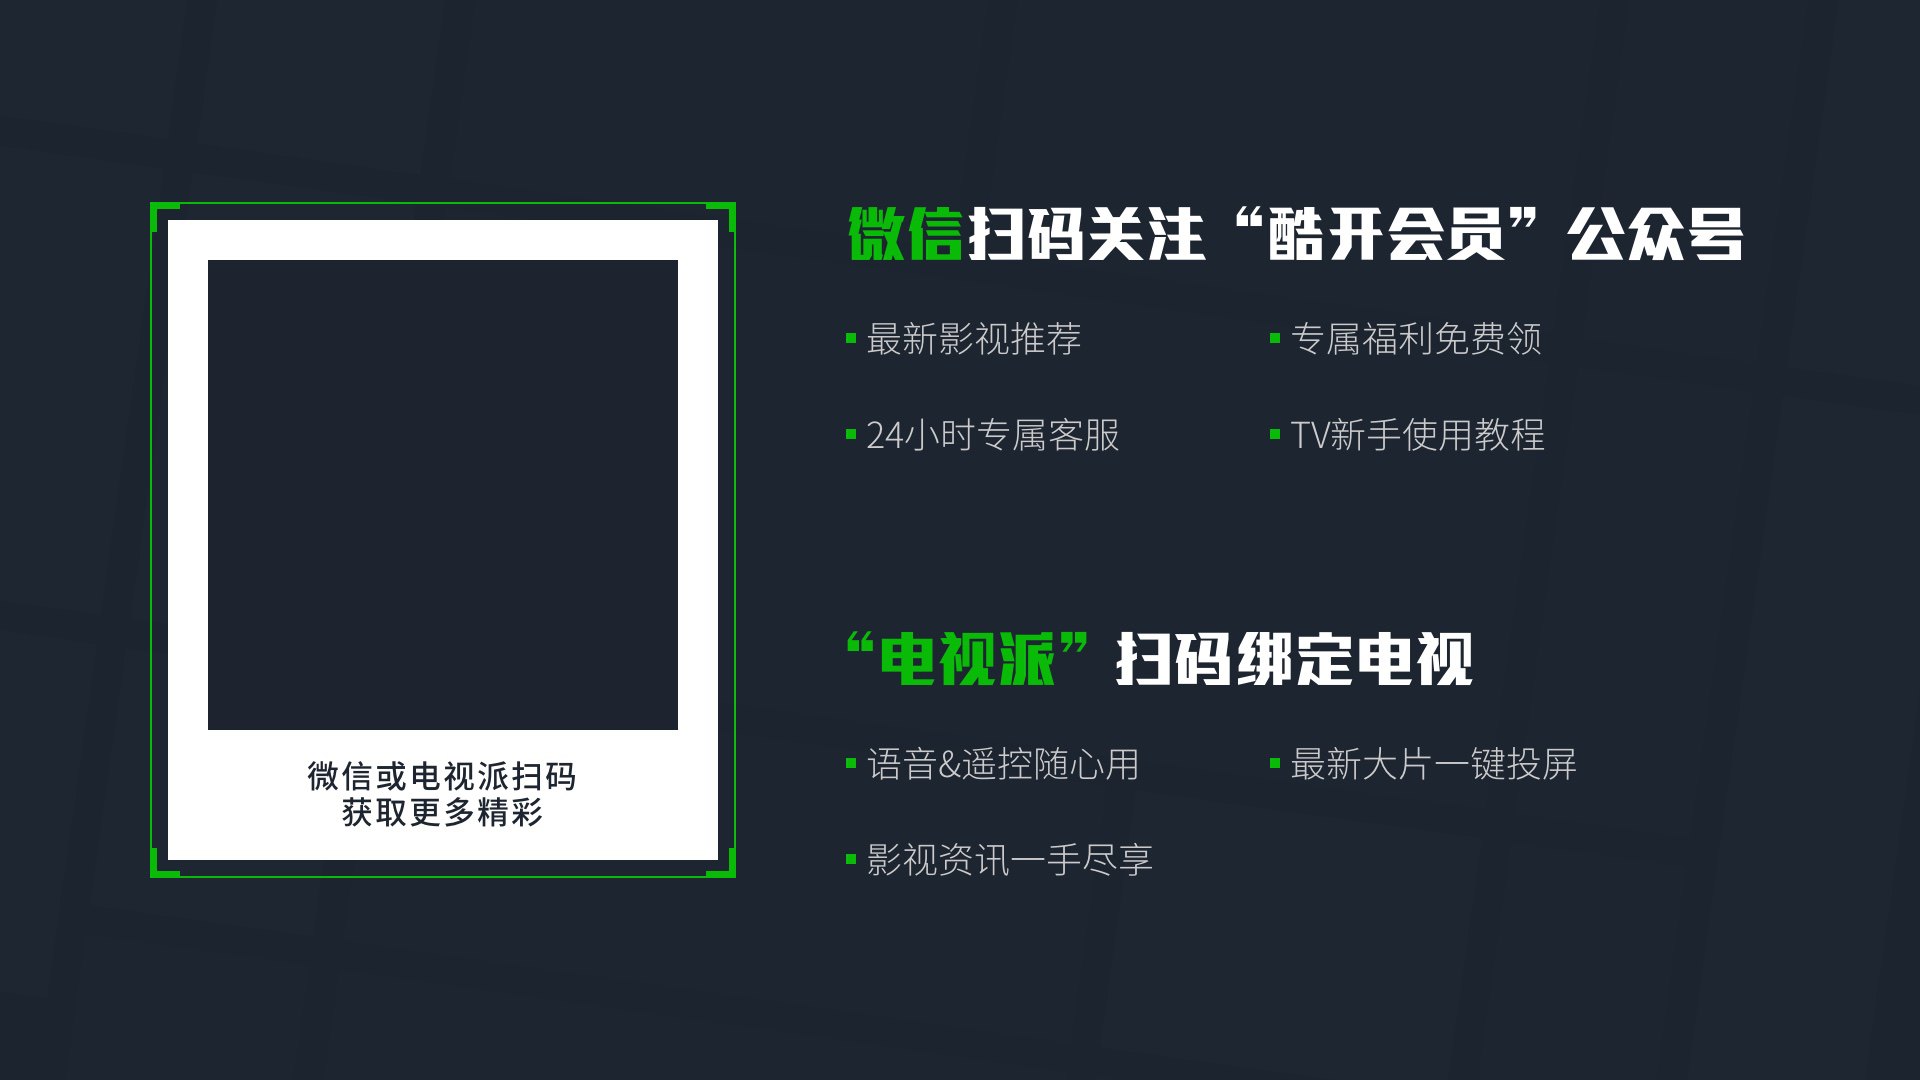 微信扫码关注“酷开会员”公众号
最新影视推荐
专属福利免费领
24小时专属客服
TV新手使用教程
“电视派”扫码绑定电视
语音&遥控随心用
最新大片一键投屏
影视资讯一手尽享
微信或电视派扫码
获取更多精彩